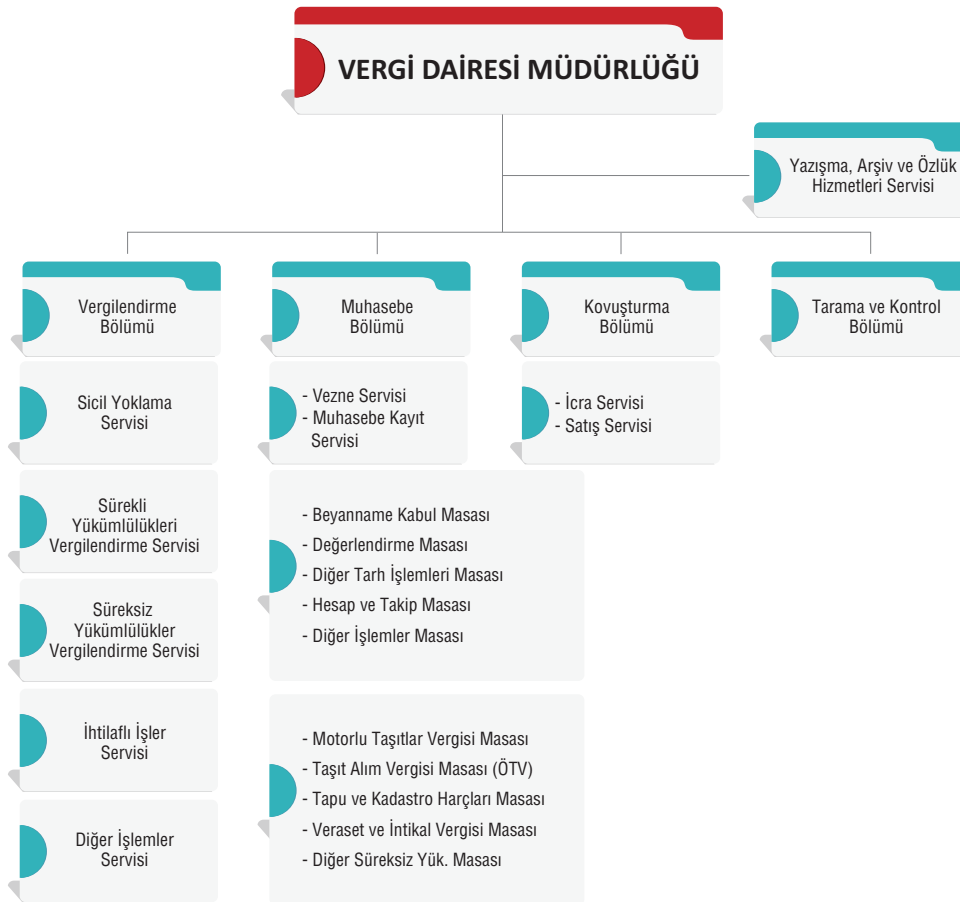 VERGİ DAİRESİ MÜDÜRLÜĞÜ
Yazışma, Arşiv ve Özlük
Hizmetleri Servisi
Vergilendirme
Bölümü
Muhasebe
Bölümü
Kovuşturma
Bölümü
Tarama ve Kontrol
Bölümü
Sicil Yoklama
Servisi
- Vezne Servisi
- Muhasebe Kayıt
Servisi
- İcra Servisi
- Satış Servisi
Sürekli
Yükümlülükleri
Vergilendirme Servisi
- Beyanname Kabul Masası
- Değerlendirme Masası
- Diğer Tarh İşlemleri Masası
- Hesap ve Takip Masası
- Diğer İşlemler Masası
Süreksiz
Yükümlülükler
Vergilendirme Servisi
İhtilaflı İşler
Servisi
- Motorlu Taşıtlar Vergisi Masası
- Taşıt Alım Vergisi Masası (ÖTV)
- Tapu ve Kadastro Harçları Masası
- Veraset ve İntikal Vergisi Masası
- Diğer Süreksiz Yük. Masası
Diğer İşlemler
Servisi